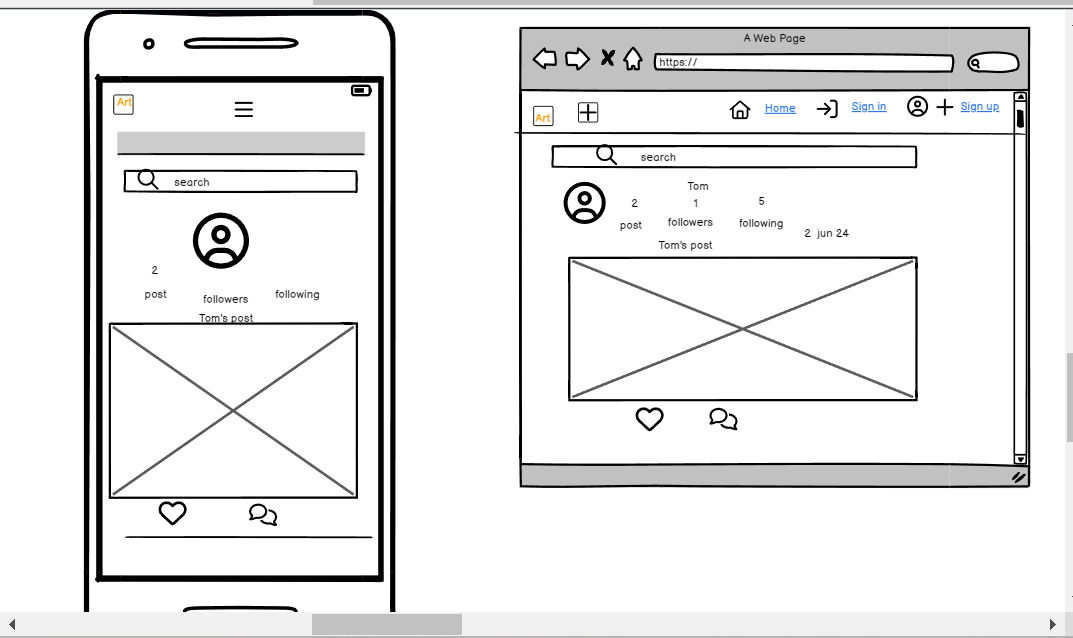 Art
search
2
post
followers
following
Tom's post
A Web Page
https://
Art
Home
Sign in
Sign up
search
Tom
2
1
5
post
followers
following
2 jun 24
Tom's post